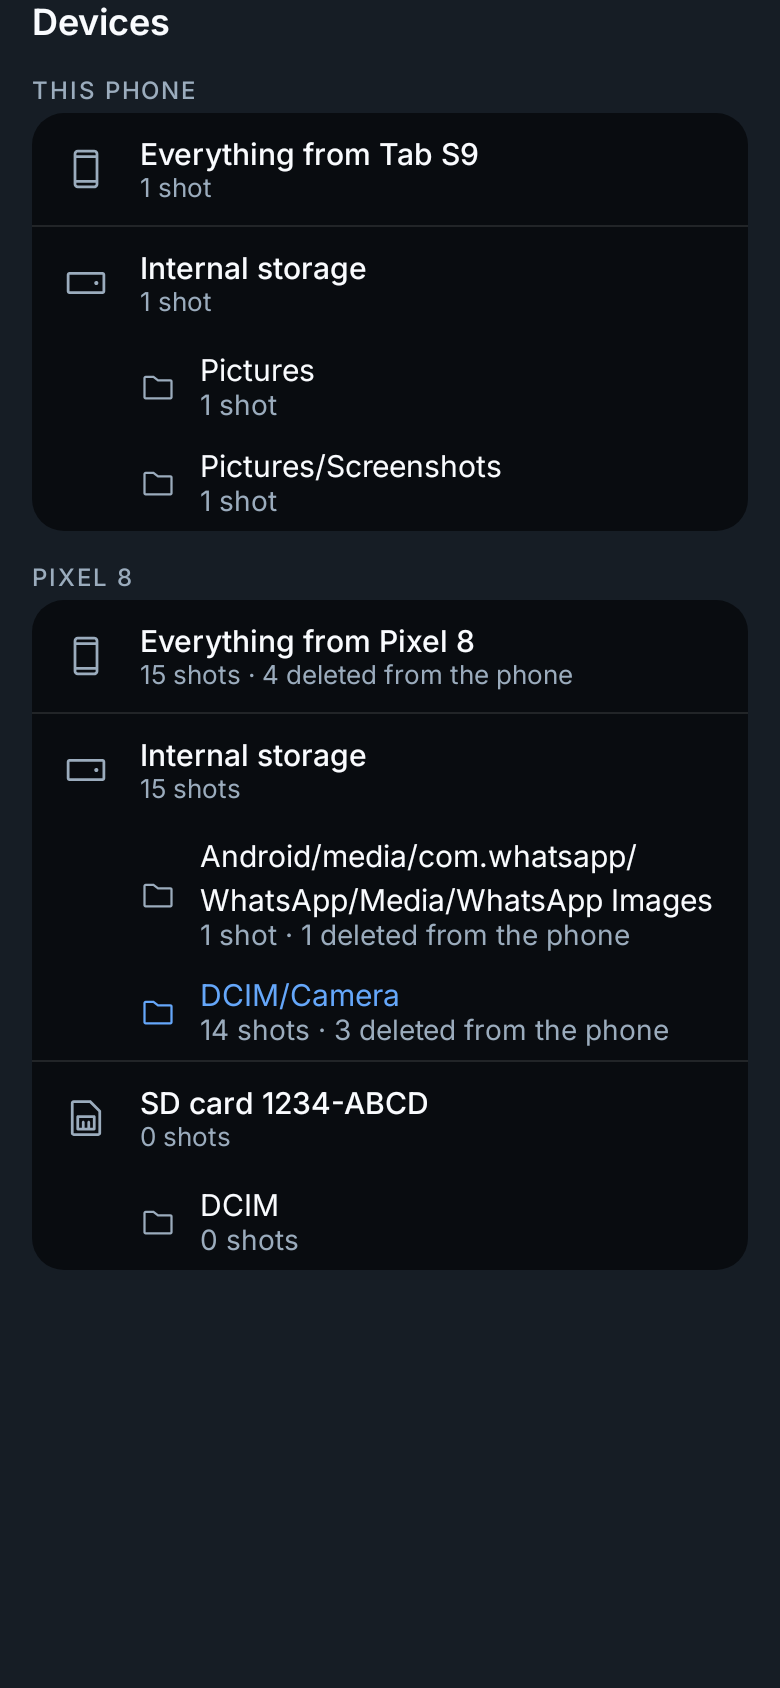 Devices
THIS PHONE
Everything from Tab S9
1 shot
Internal storage
1 shot
Pictures
1 shot
Pictures/Screenshots
1 shot
PIXEL 8
Everything from Pixel 8
15 shots · 4 deleted from the phone
Internal storage
15 shots
Android/media/com.whatsapp/
WhatsApp/Media/WhatsApp Images
1 shot · 1 deleted from the phone
DCIM/Camera
14 shots · 3 deleted from the phone
SD card 1234-ABCD
0 shots
DCIM
0 shots